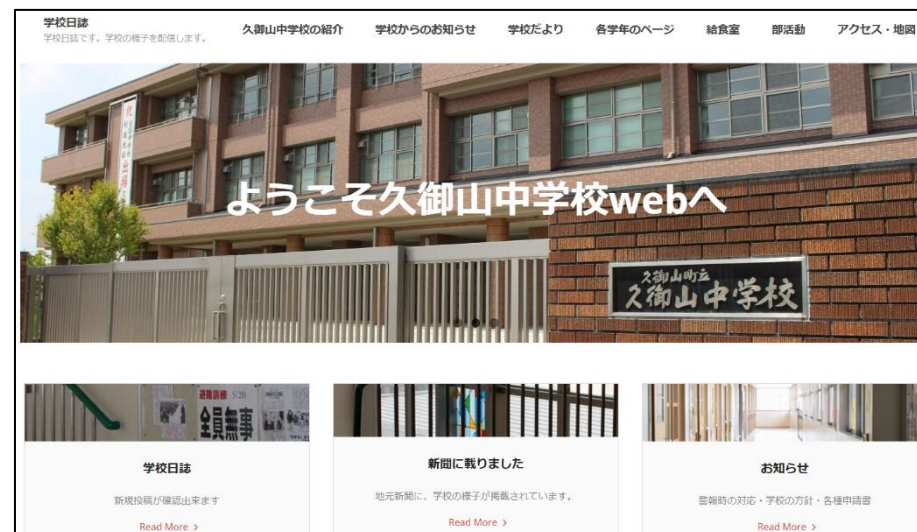 学校日誌
学校日誌です。学校の様子を配信します。
久御山中学校の紹介 学校からのお知らせ 学校だより 各学年のページ 給食室 部活動 アクセス・地図
ようこそ久御山中学校webへ
久御山町立
久御山中学校
避難訓練 5/20
全員無事
学校日誌
新規投稿が確認出来ます
Read More >
新聞に載りました
地元新聞に、学校の様子が掲載されています。
Read More >
お知らせ
警報時の対応・学校の方針・各種申請書
Read More >